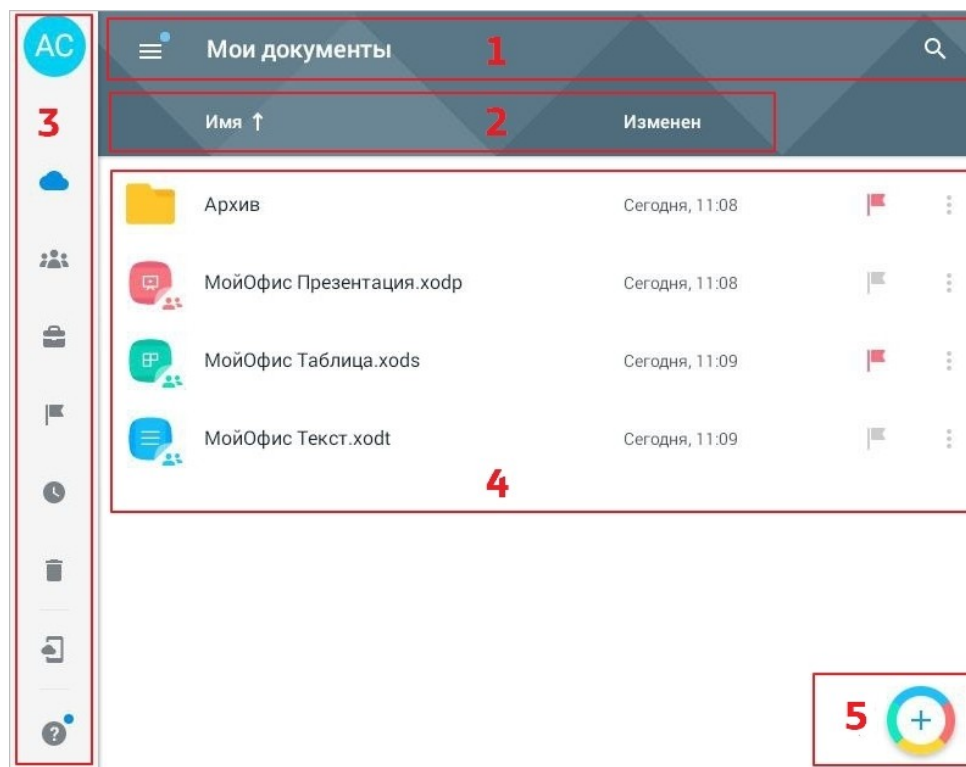 AC
Мои документы
1
3
Имя ↑
2
Изменен
Архив
Сегодня, 11:08
МойОфис Презентация.xodp
Сегодня, 11:08
МойОфис Таблица.xods
Сегодня, 11:09
МойОфис Текст.xodt
Сегодня, 11:09
4
5
+
?